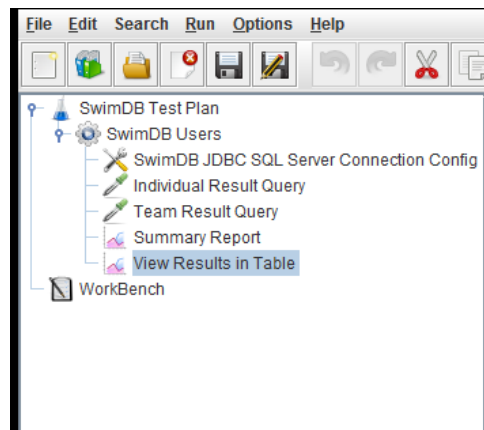 File Edit Search Run Options Help
SwimDB Test Plan
SwimDB Users
SwimDB JDBC SQL Server Connection Config
Individual Result Query
Team Result Query
Summary Report
View Results in Table
WorkBench